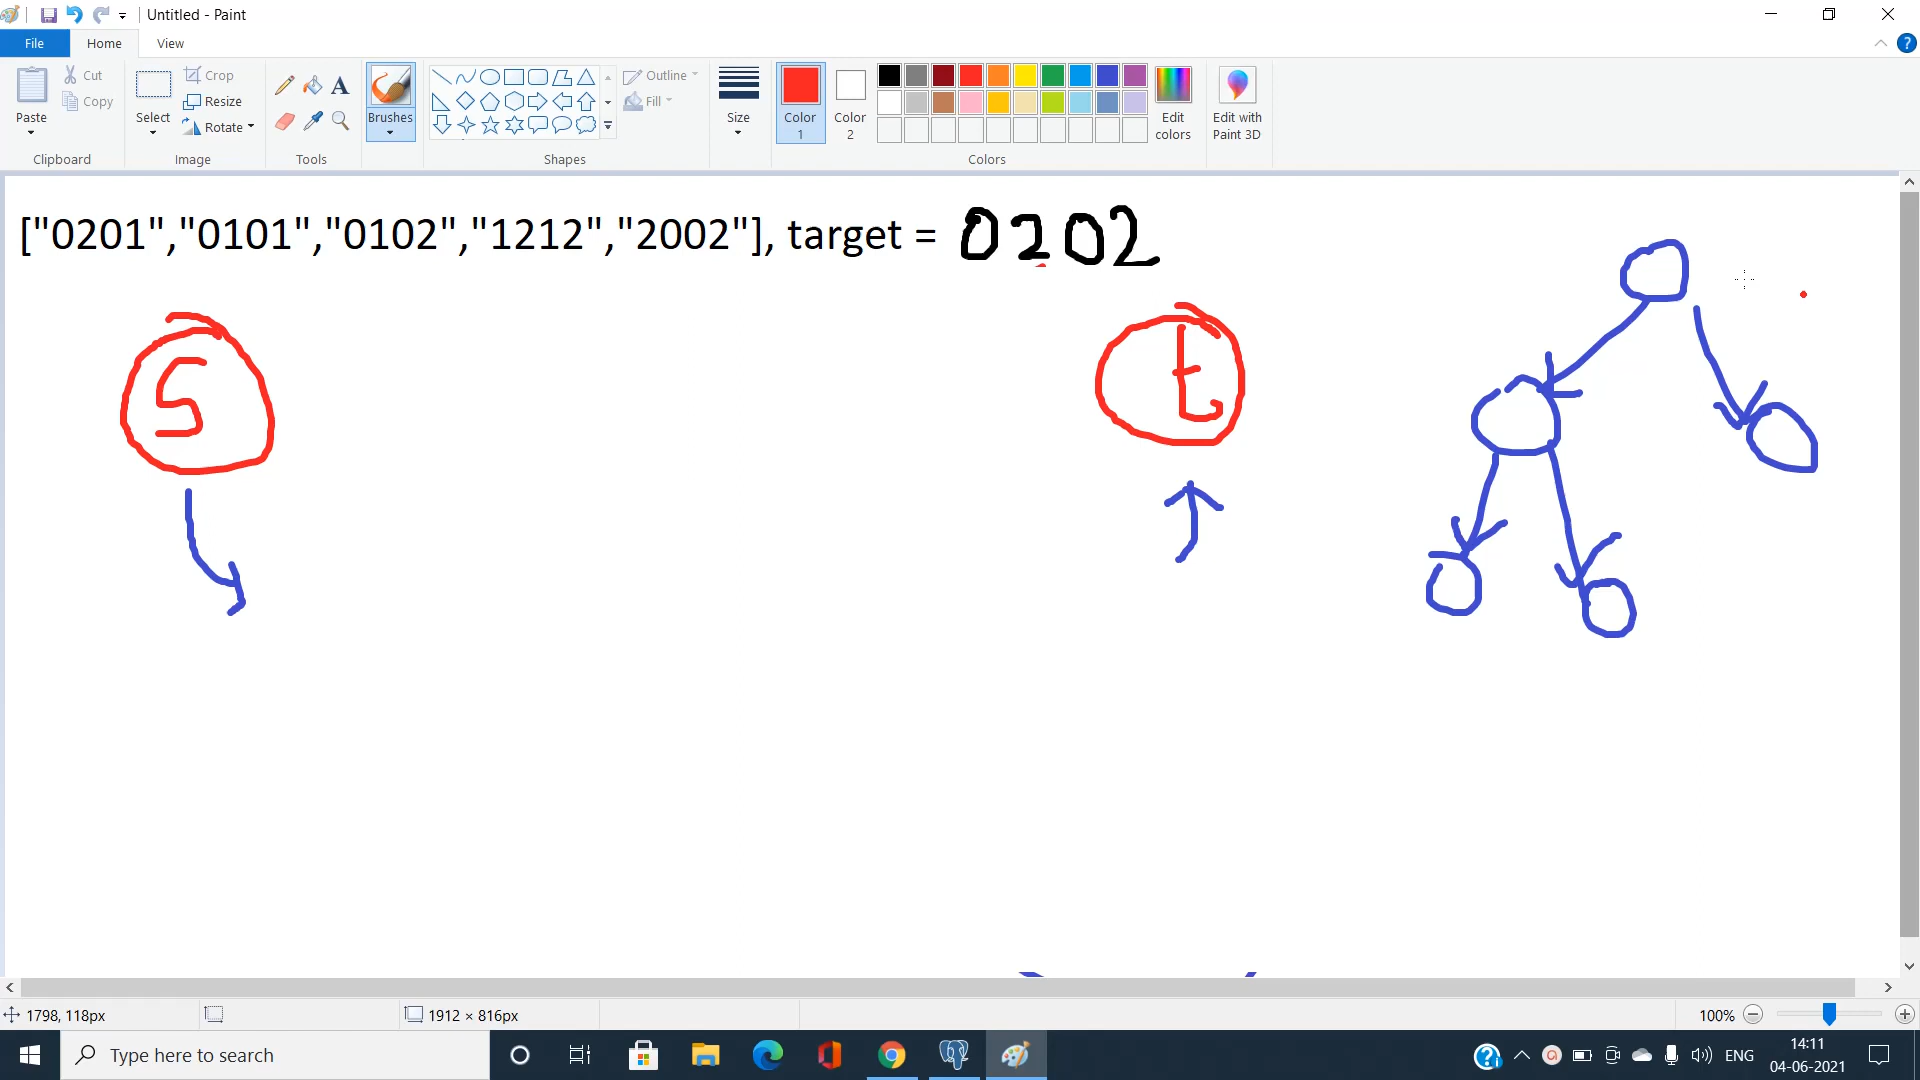 Untitled - Paint
File Home View
Paste Cut Copy Select Crop Resize Rotate Brushes Outline Fill Size Color 1 Color 2 Edit colors Edit with Paint 3D
Clipboard Image Tools Shapes Colors
["0201","0101","0102","1212","2002"], target = 0202
S t
1798, 118px 1912 × 816px 100%
Type here to search ENG 14:11
04-06-2021